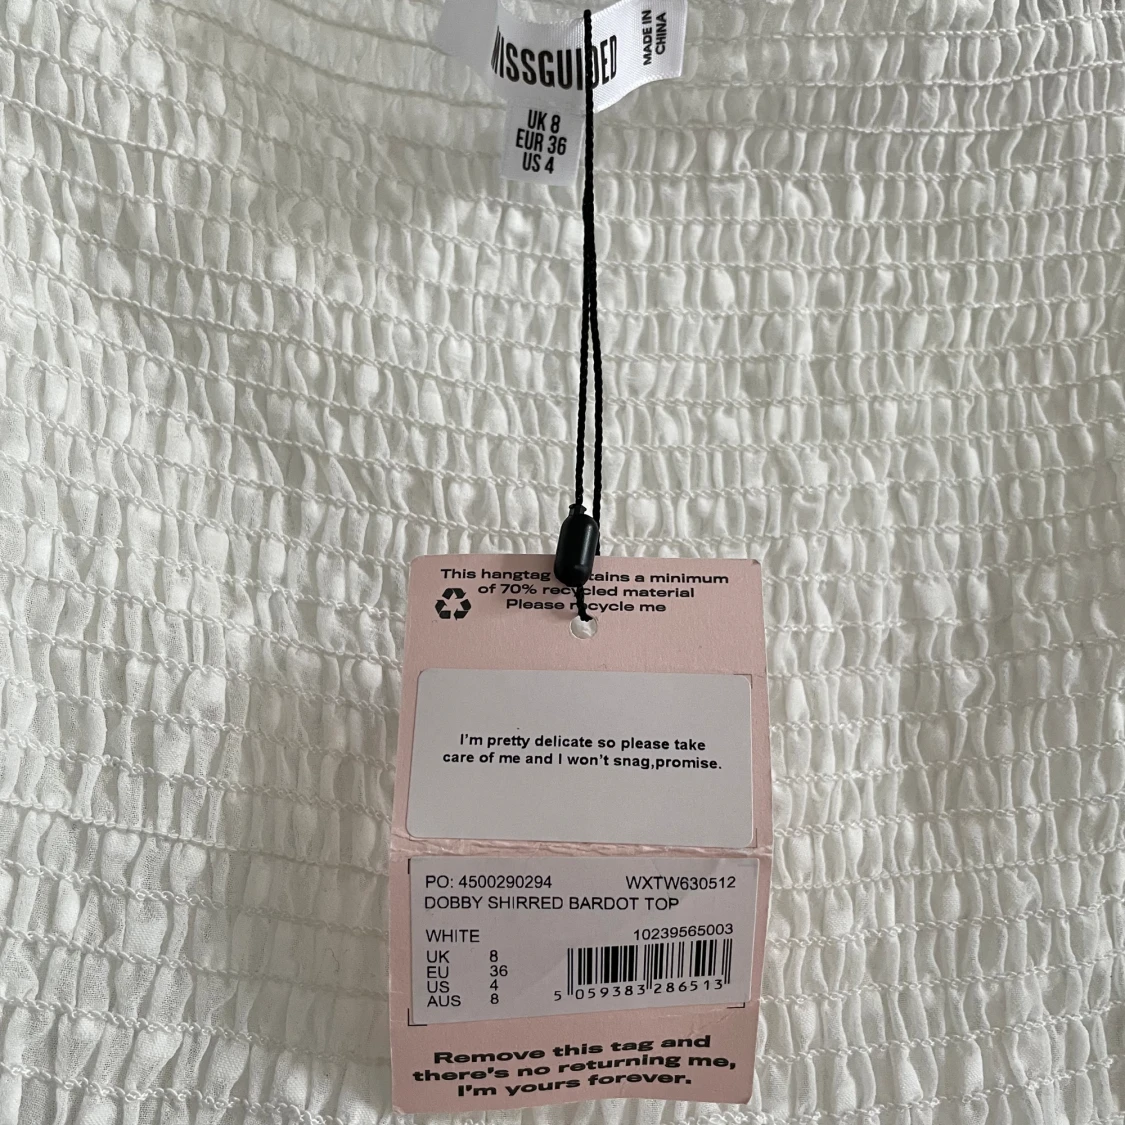 MISSGUIDED
MADE IN
CHINA
UK 8
EUR 36
US 4
This hangtag contains a minimum
of 70% recycled material
Please recycle me
I'm pretty delicate so please take
care of me and I won't snag,promise.
PO: 4500290294 WXTW630512
DOBBY SHIRRED BARDOT TOP
WHITE 10239565003
UK 8
EU 36
US 4
AUS 8
5 059383 286513
Remove this tag and
there's no returning me,
I'm yours forever.